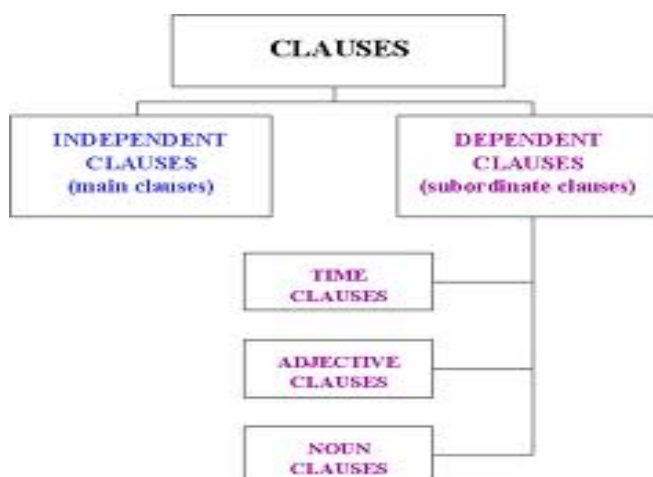 CLAUSES
INDEPENDENT
CLAUSES
(main clauses)
DEPENDENT
CLAUSES
(subordinate clauses)
TIME
CLAUSES
ADJECTIVE
CLAUSES
NOUN
CLAUSES